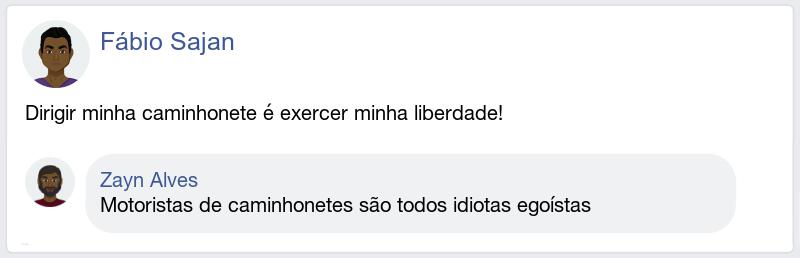 Fábio Sajan
Dirigir minha caminhonete é exercer minha liberdade!
Zayn Alves
Motoristas de caminhonetes são todos idiotas egoístas